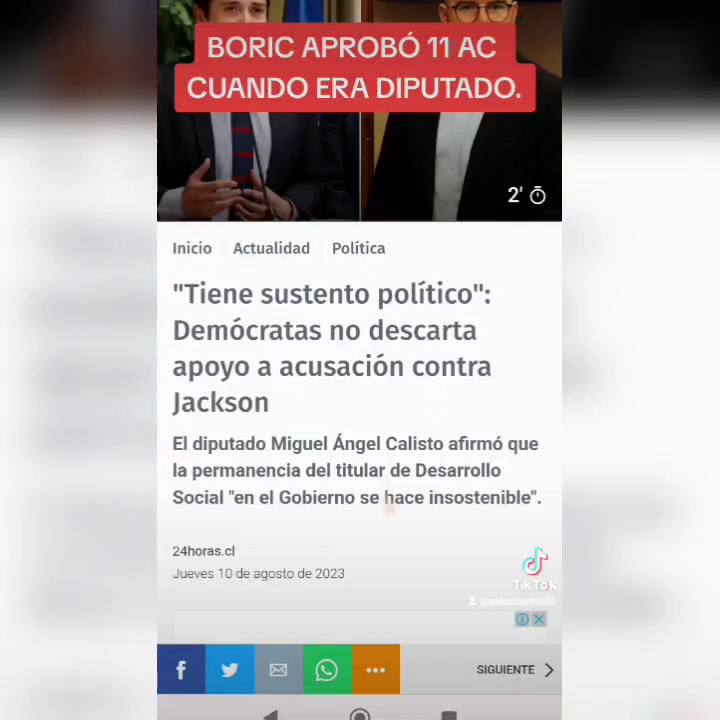 BORIC APROBÓ 11 AC
CUANDO ERA DIPUTADO.
2'
Inicio Actualidad Política
"Tiene sustento político":
Demócratas no descarta
apoyo a acusación contra
Jackson
El diputado Miguel Ángel Calisto afirmó que
la permanencia del titular de Desarrollo
Social "en el Gobierno se hace insostenible".
24horas.cl
Jueves 10 de agosto de 2023
TikTok
SIGUIENTE